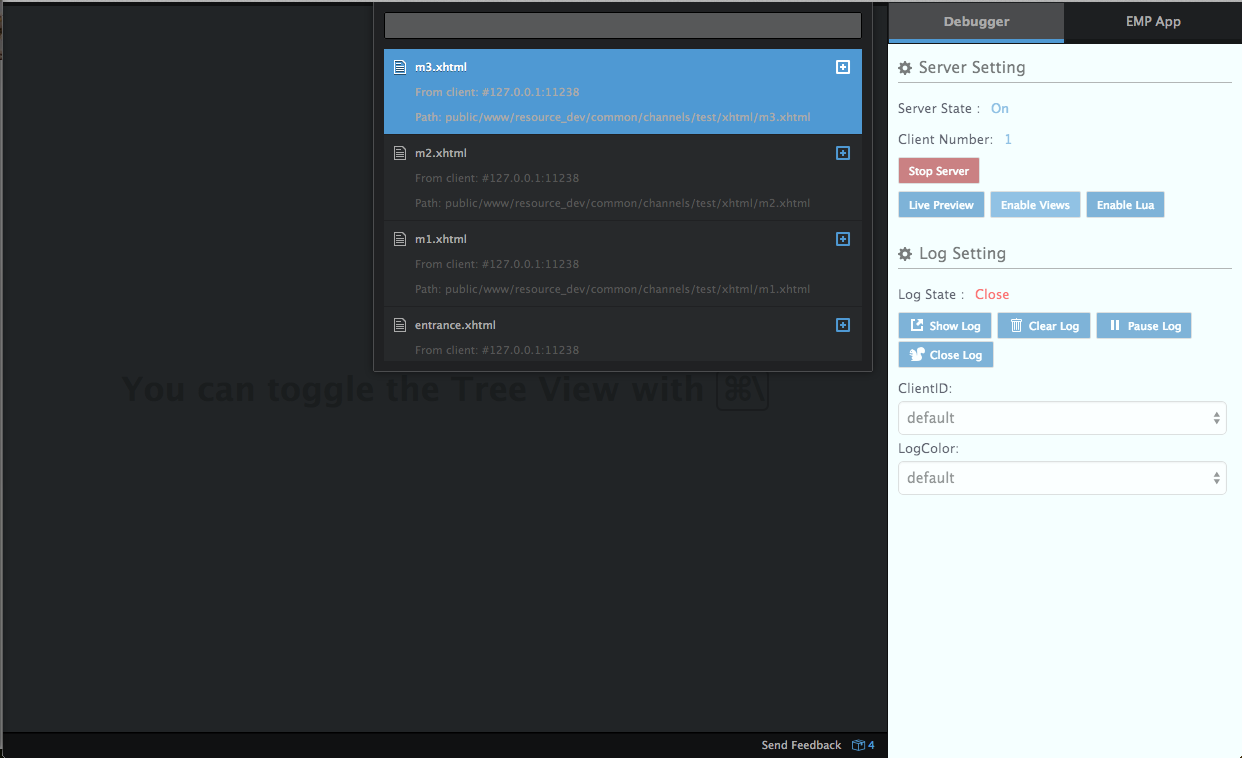 m3.xhtml
From client: #127.0.0.1:11238
Path: public/www/resource_dev/common/channels/test/xhtml/m3.xhtml
m2.xhtml
From client: #127.0.0.1:11238
Path: public/www/resource_dev/common/channels/test/xhtml/m2.xhtml
m1.xhtml
From client: #127.0.0.1:11238
Path: public/www/resource_dev/common/channels/test/xhtml/m1.xhtml
entrance.xhtml
From client: #127.0.0.1:11238
You can toggle the Tree View with ⌘\
Send Feedback 4
Debugger EMP App
Server Setting
Server State : On
Client Number: 1
Stop Server
Live Preview Enable Views Enable Lua
Log Setting
Log State : Close
Show Log Clear Log Pause Log
Close Log
ClientID:
default
LogColor:
default